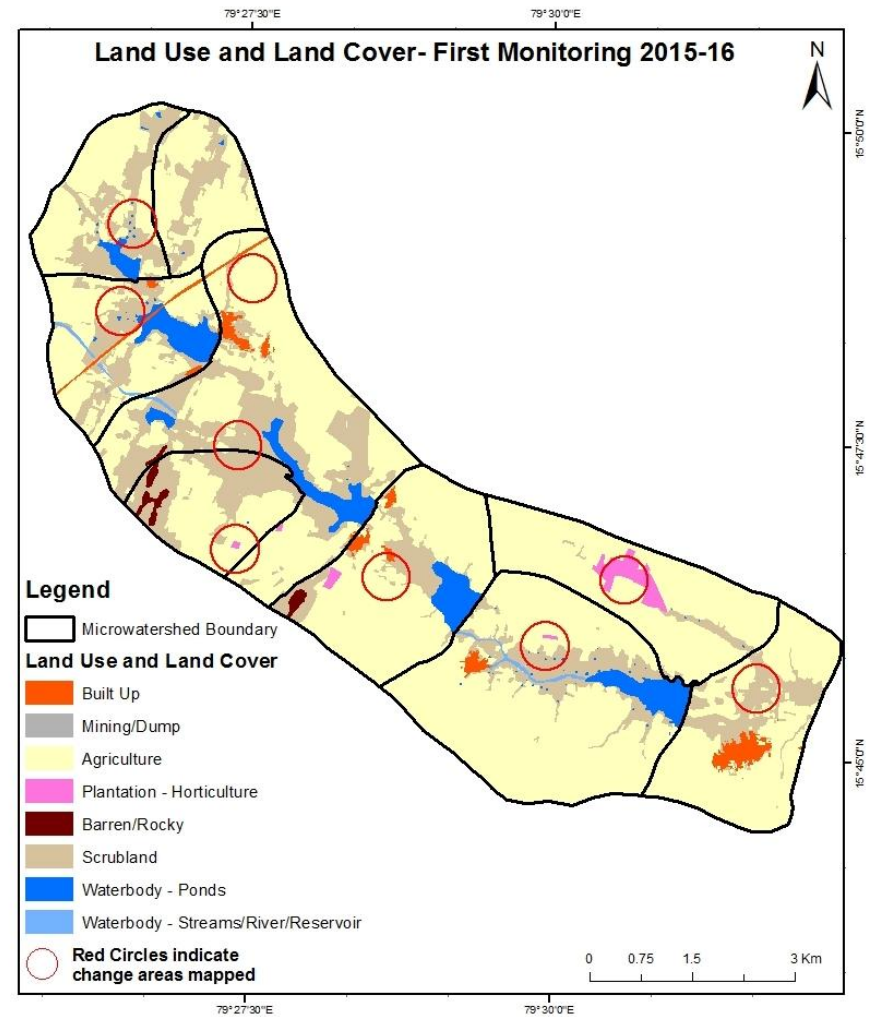 79°27'30"E
79°30'0"E
Land Use and Land Cover- First Monitoring 2015-16
N
15°50'0"N
15°47'30"N
15°45'0"N
Legend
Microwatershed Boundary
Land Use and Land Cover
Built Up
Mining/Dump
Agriculture
Plantation - Horticulture
Barren/Rocky
Scrubland
Waterbody - Ponds
Waterbody - Streams/River/Reservoir
Red Circles indicate
change areas mapped
0 0.75 1.5 3 Km
79°27'30"E
79°30'0"E